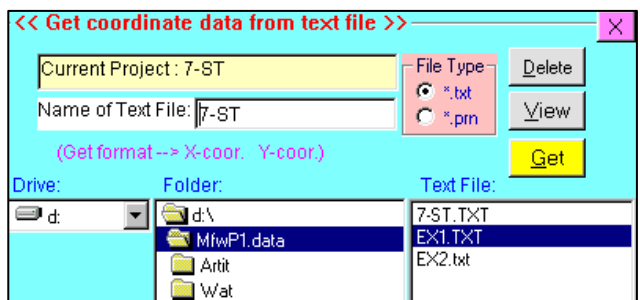 << Get coordinate data from text file >>
X
Current Project : 7-ST
File Type
Delete
*.txt
Name of Text File: 7-ST
*.prn
View
(Get format --> X-coor. Y-coor.)
Get
Drive: Folder: Text File:
d: d:\ 7-ST.TXT
MfwP1.data EX1.TXT
Artit EX2.txt
Wat